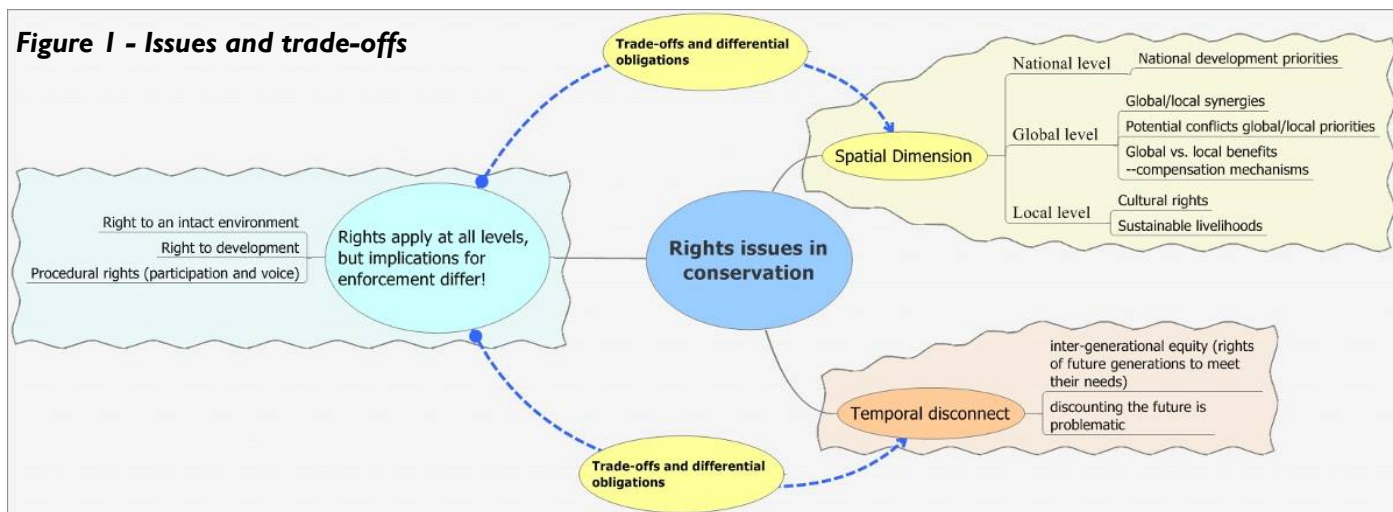 Figure 1 - Issues and trade-offs
Trade-offs and differential
obligations
National level
National development priorities
Global level
Global/local synergies
Potential conflicts global/local priorities
Global vs. local benefits
--compensation mechanisms
Spatial Dimension
Local level
Cultural rights
Sustainable livelihoods
Right to an intact environment
Right to development
Procedural rights (participation and voice)
Rights apply at all levels,
but implications for
enforcement differ!
Rights issues in
conservation
Temporal disconnect
inter-generational equity (rights
of future generations to meet
their needs)
discounting the future is
problematic
Trade-offs and differential
obligations